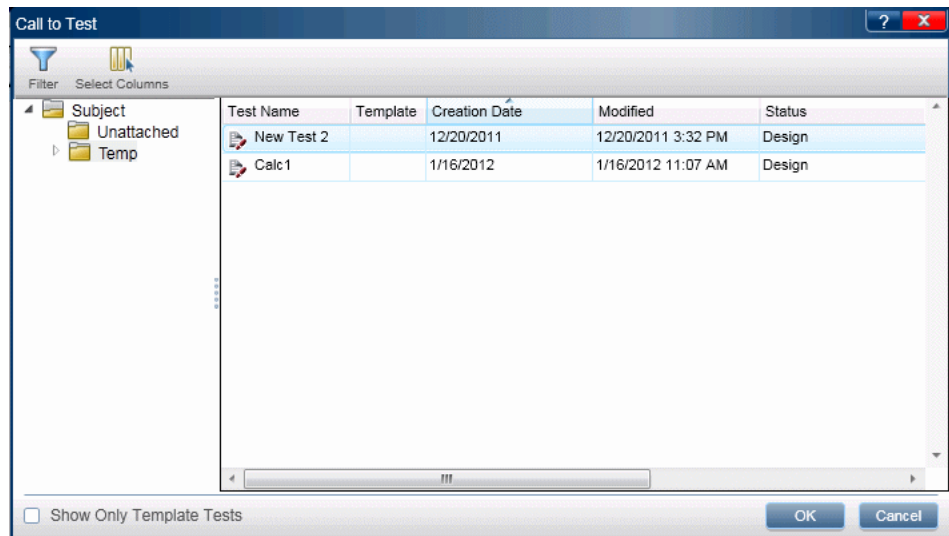 Call to Test
?
X
Filter Select Columns
Subject
Unattached
Temp
Test Name Template Creation Date Modified Status
New Test 2 12/20/2011 12/20/2011 3:32 PM Design
Calc1 1/16/2012 1/16/2012 11:07 AM Design
Show Only Template Tests OK Cancel